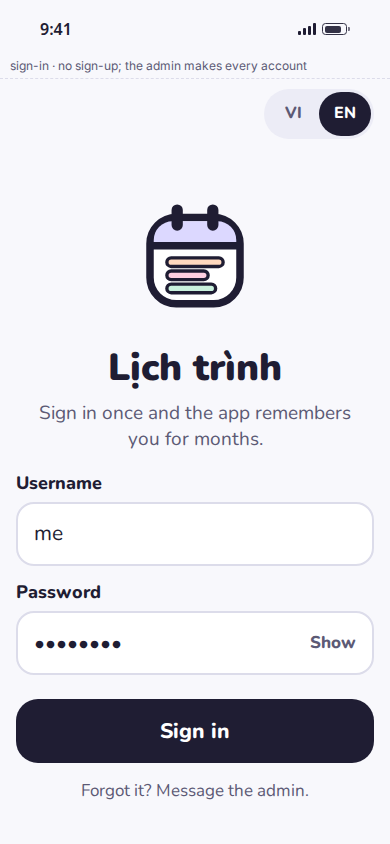 9:41
sign-in · no sign-up; the admin makes every account
VI EN
Lịch trình
Sign in once and the app remembers
you for months.
Username
me
Password
••••••••
Show
Sign in
Forgot it? Message the admin.